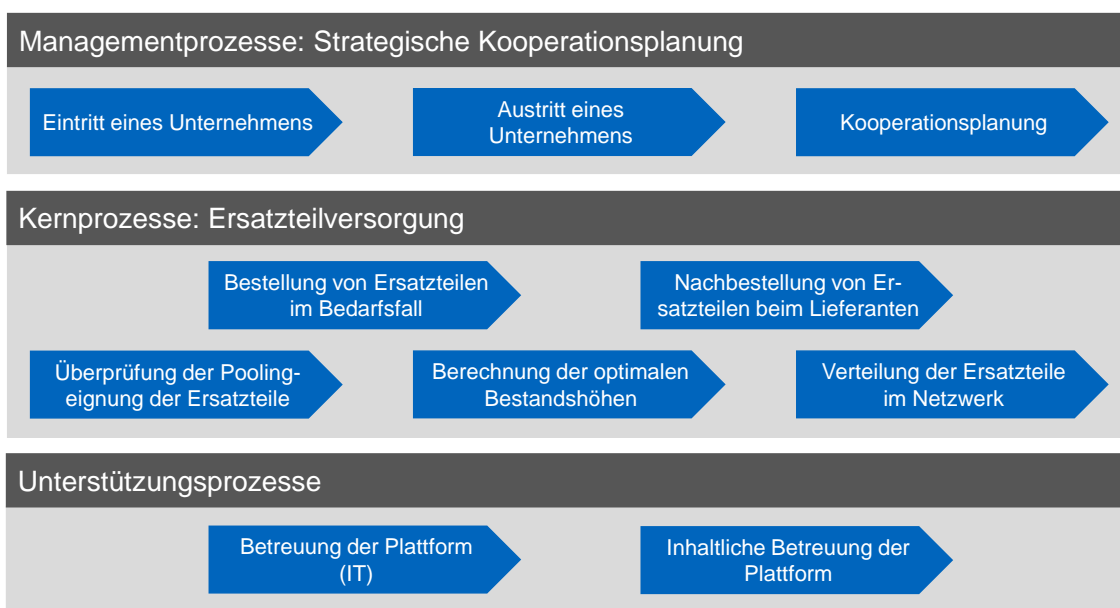 Managementprozesse: Strategische Kooperationsplanung
Eintritt eines Unternehmens
Austritt eines
Unternehmens
Kooperationsplanung
Kernprozesse: Ersatzteilversorgung
Bestellung von Ersatzteilen
im Bedarfsfall
Nachbestellung von Er-
satzteilen beim Lieferanten
Überprüfung der Pooling-
eignung der Ersatzteile
Berechnung der optimalen
Bestandshöhen
Verteilung der Ersatzteile
im Netzwerk
Unterstützungsprozesse
Betreuung der Plattform
(IT)
Inhaltliche Betreuung der
Plattform